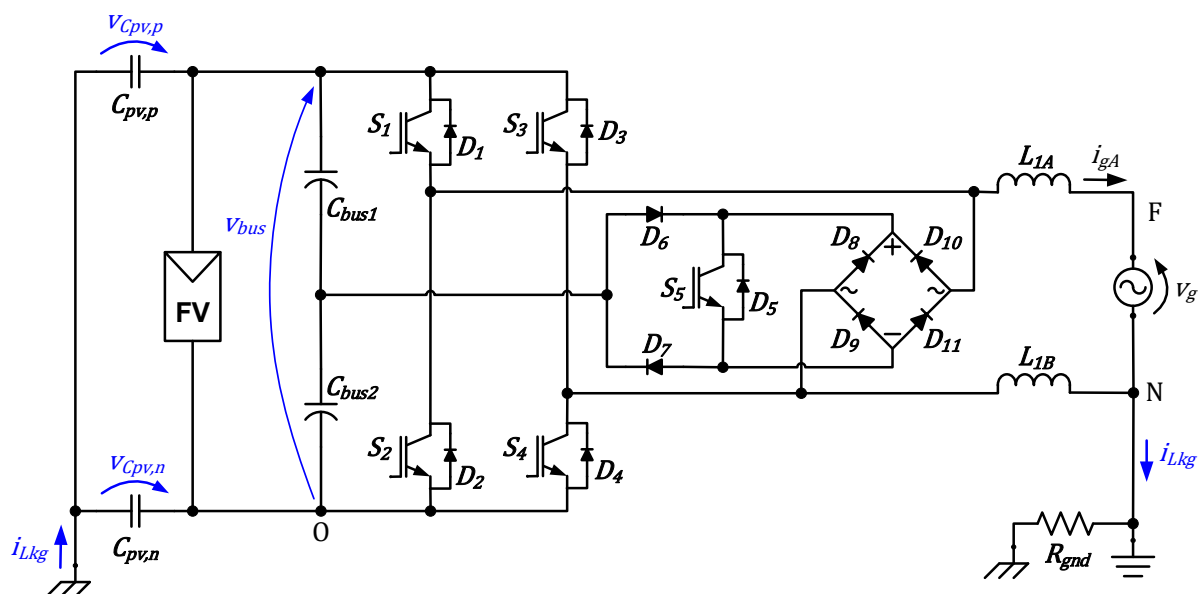 vCpv,p
Cpv,p
S1
D1
S3
D3
L1A
igA
F
Cbus1
vbus
D6
D8
D10
FV
S5
D5
vg
D7
D9
D11
L1B
Cbus2
N
vCpv,n
S2
D2
S4
D4
iLkg
O
iLkg
Cpv,n
Rgnd